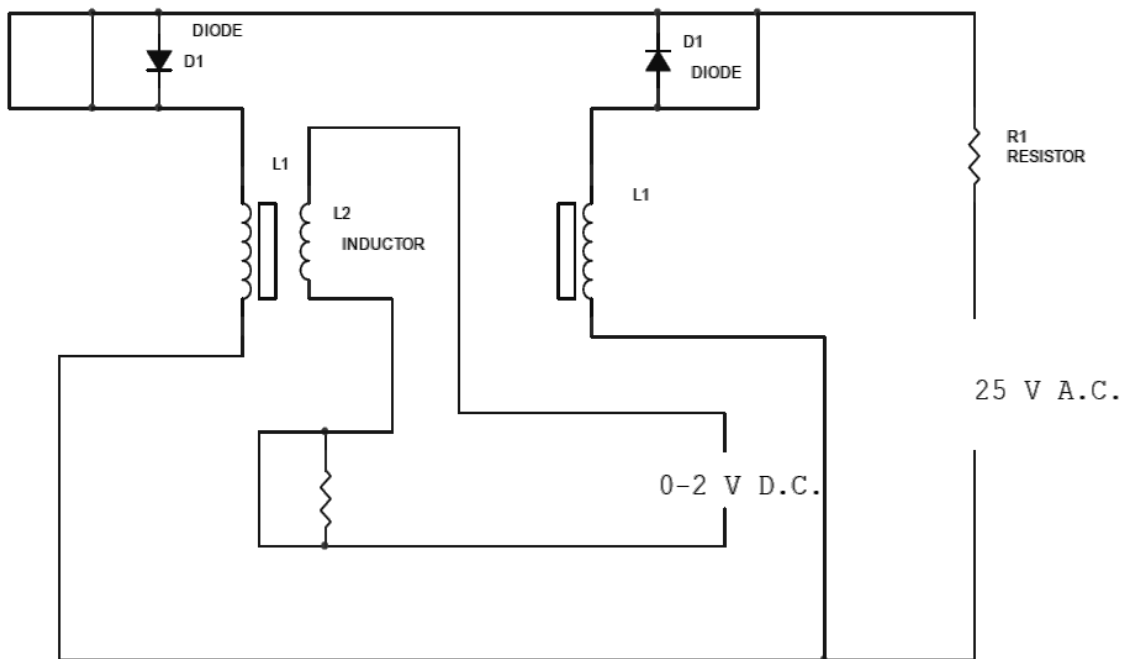 DIODE
D1
D1
DIODE
R1
RESISTOR
L1
L2
INDUCTOR
L1
25 V A.C.
0-2 V D.C.